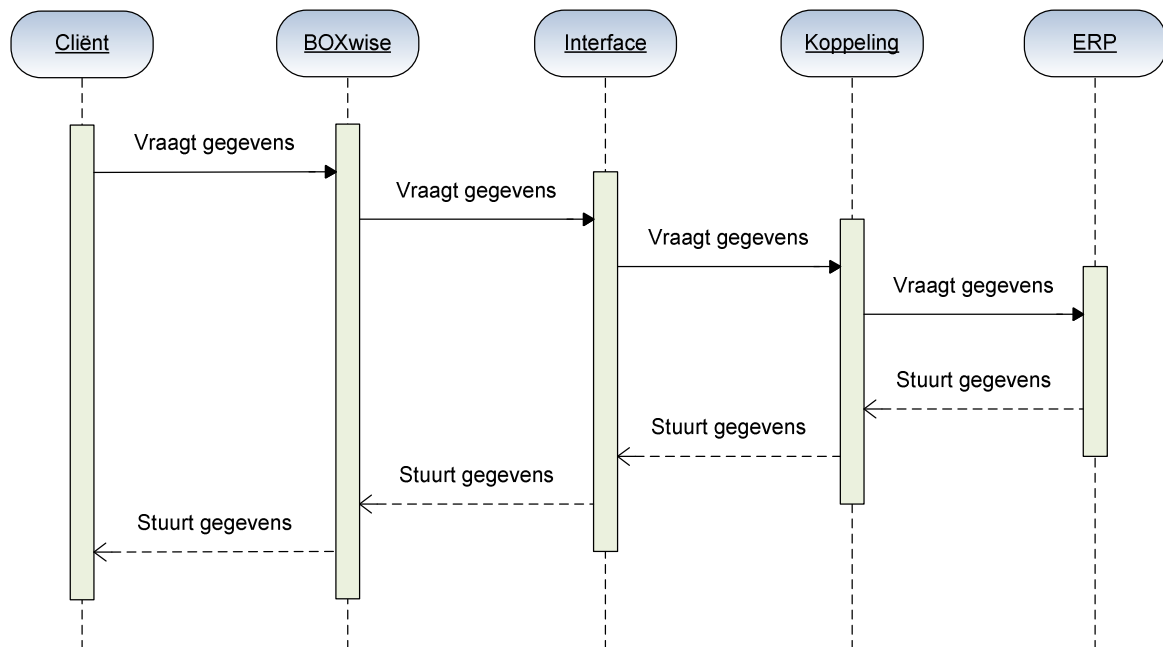 Cliënt
BOXwise
Interface
Koppeling
ERP
Vraagt gegevens
Vraagt gegevens
Vraagt gegevens
Vraagt gegevens
Stuurt gegevens
Stuurt gegevens
Stuurt gegevens
Stuurt gegevens